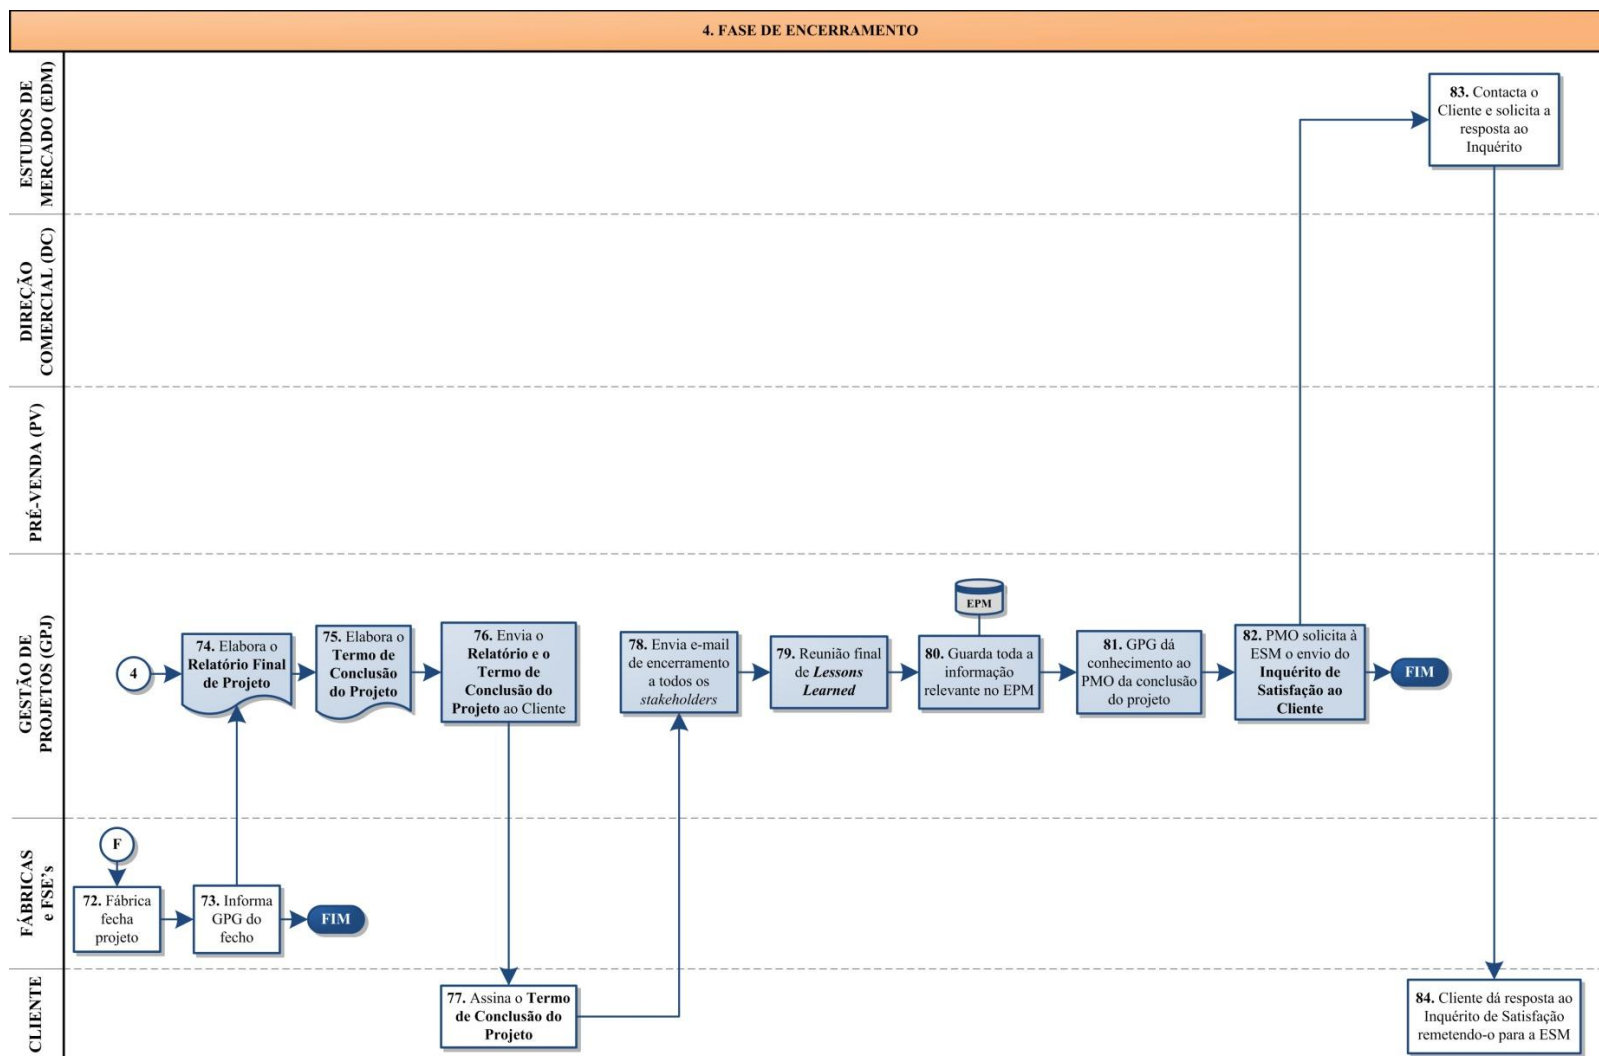 4. FASE DE ENCERRAMENTO
ESTUDOS DE
MERCADO (EDM)
83. Contacta o
Cliente e solicita a
resposta ao
Inquérito
DIREÇÃO
COMERCIAL (DC)
PRÉ-VENDA (PV)
GESTÃO DE
PROJETOS (GPJ)
4
74. Elabora o
Relatório Final
de Projeto
75. Elabora o
Termo de
Conclusão
do Projeto
76. Envia o
Relatório e o
Termo de
Conclusão do
Projeto ao Cliente
78. Envia e-mail
de encerramento
a todos os
stakeholders
79. Reunião final
de Lessons
Learned
EPM
80. Guarda toda a
informação
relevante no EPM
81. GPG dá
conhecimento ao
PMO da conclusão
do projeto
82. PMO solicita à
ESM o envio do
Inquérito de
Satisfação ao
Cliente
FIM
FÁBRICAS
e FSE's
F
72. Fábrica
fecha
projeto
73. Informa
GPG do
fecho
FIM
CLIENTE
77. Assina o Termo
de Conclusão do
Projeto
84. Cliente dá resposta ao
Inquérito de Satisfação
remetendo-o para a ESM